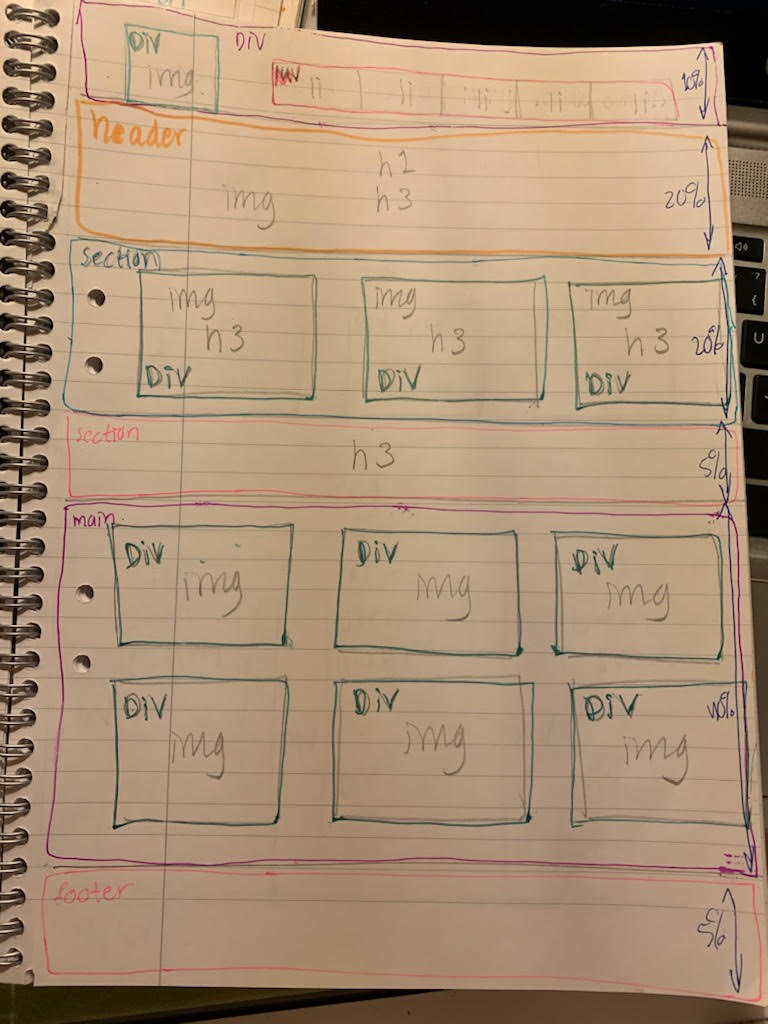 DiV DiV
img
NAV li li li li li
10%
header
h1
img h3
20%
section
img img img
h3 h3 h3
20%
DiV DiV DiV
section
h3
5%
main
DiV DiV DiV
img img img
DiV DiV DiV
40%
img img img
footer
5%